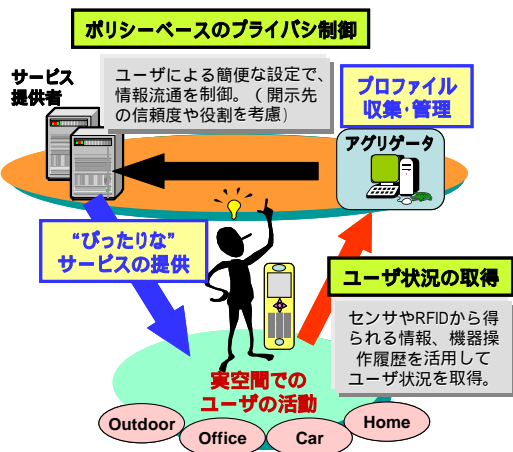 ポリシーベースのプライバシ制御
サービス
提供者
ユーザによる簡便な設定で、
情報流通を制御。（開示先
の信頼度や役割を考慮）
プロファイル
収集・管理
アグリゲータ
“ぴったりな”
サービスの提供
ユーザ状況の取得
センサやRFIDから得
られる情報、機器操
作履歴を活用して
ユーザ状況を取得。
実空間での
ユーザの活動
Outdoor
Office
Car
Home